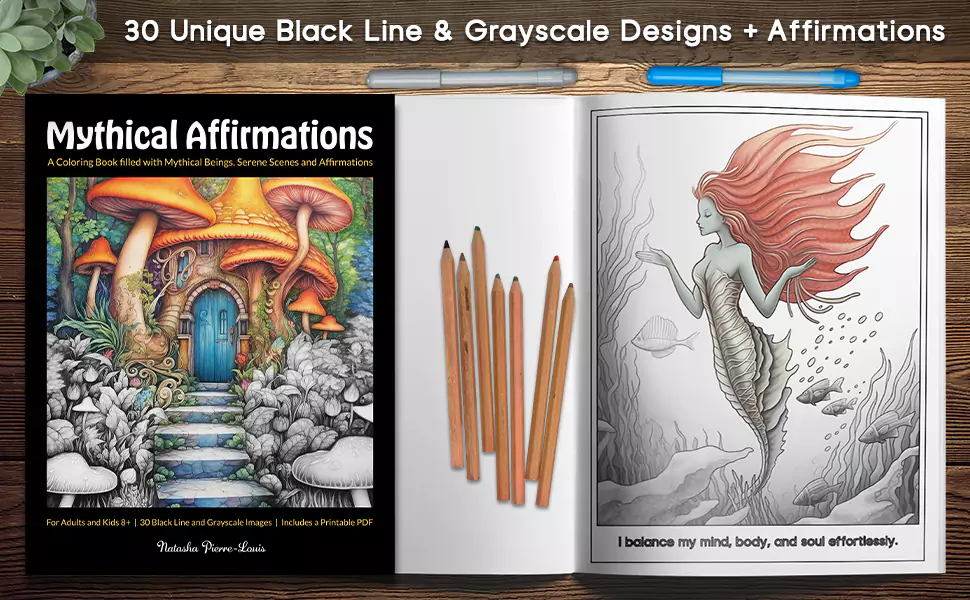 30 Unique Black Line & Grayscale Designs + Affirmations
Mythical Affirmations
A Coloring Book filled with Mythical Beings, Serene Scenes and Affirmations
For Adults and Kids 8+ | 30 Black Line and Grayscale Images | Includes a Printable PDF
Natasha Pierre-Louis
I balance my mind, body, and soul effortlessly.